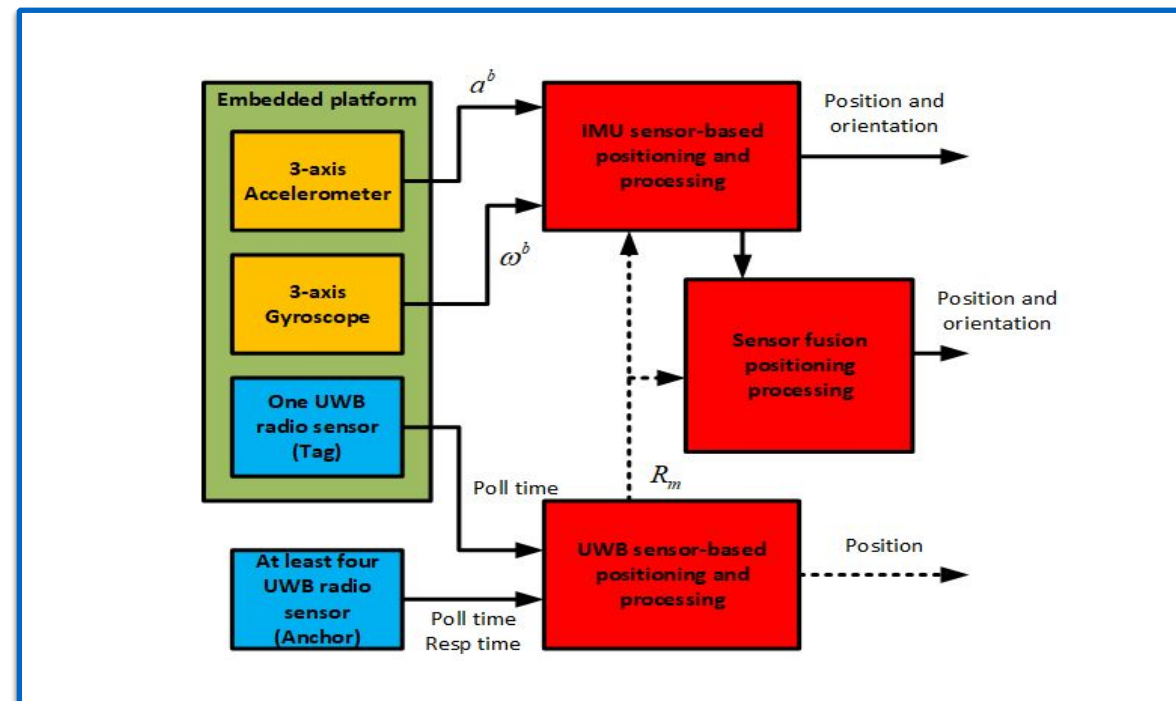 Embedded platform
3-axis
Accelerometer
3-axis
Gyroscope
One UWB
radio sensor
(Tag)
At least four
UWB radio
sensor
(Anchor)
a^b
ω^b
Poll time
Poll time
Resp time
IMU sensor-based
positioning and
processing
Position and
orientation
Sensor fusion
positioning
processing
Position and
orientation
R_m
UWB sensor-based
positioning and
processing
Position